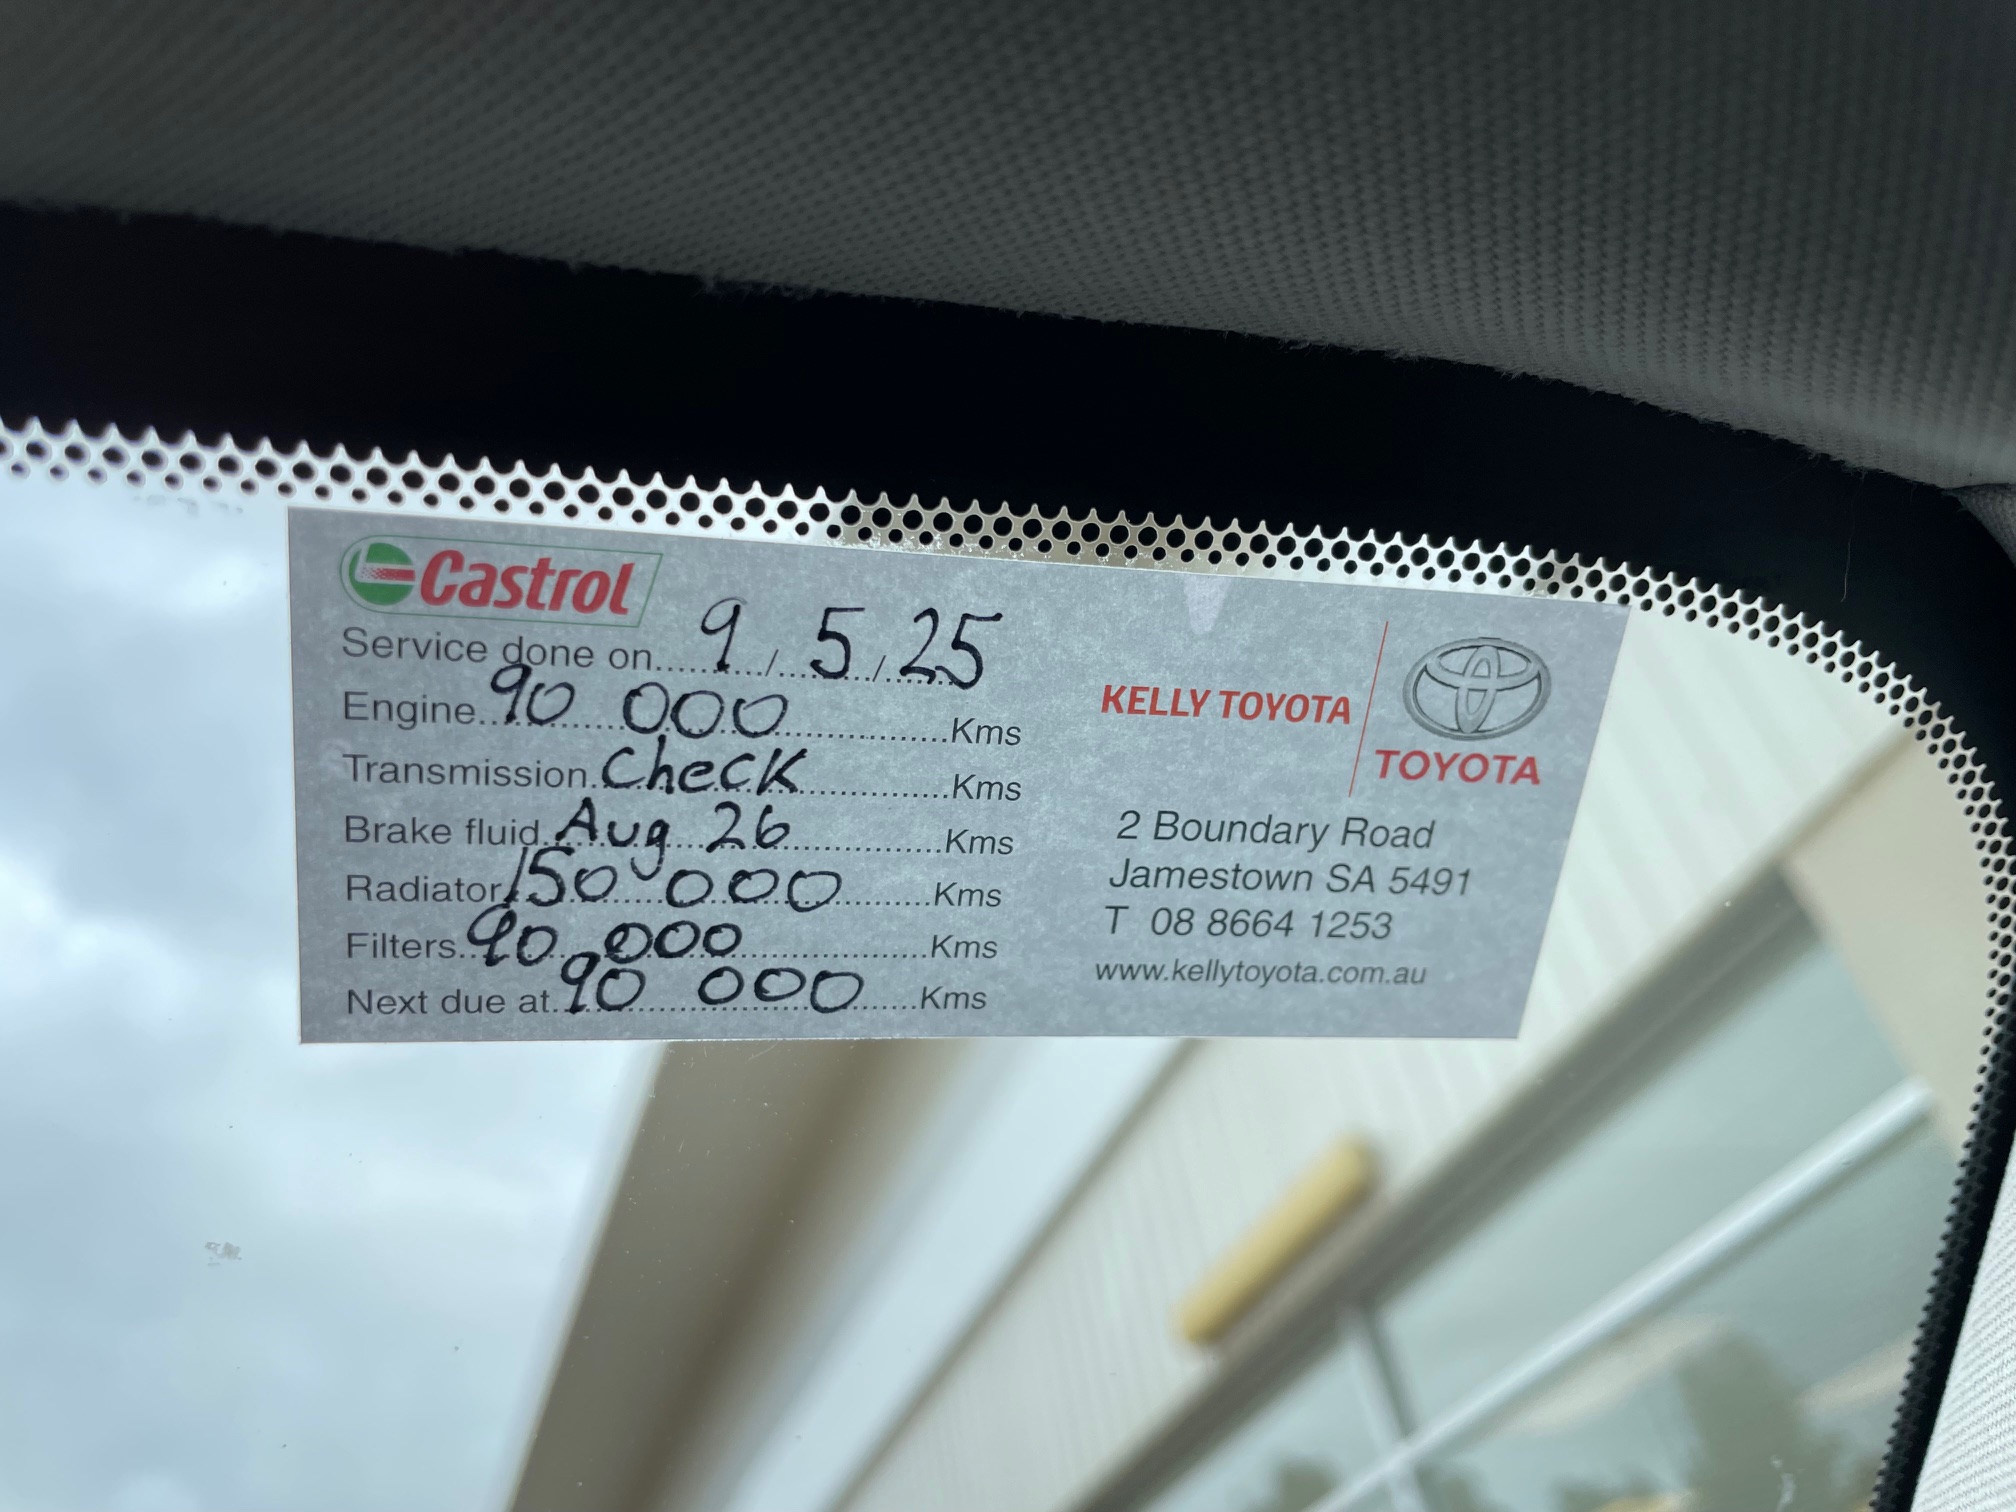 Castrol
Service done on 9/5/25
Engine 90 000 Kms
Transmission Check Kms
Brake fluid Aug 26 Kms
Radiator 150 000 Kms
Filters 90 000 Kms
Next due at 90 000 Kms
KELLY TOYOTA
TOYOTA
2 Boundary Road
Jamestown SA 5491
T 08 8664 1253
www.kellytoyota.com.au